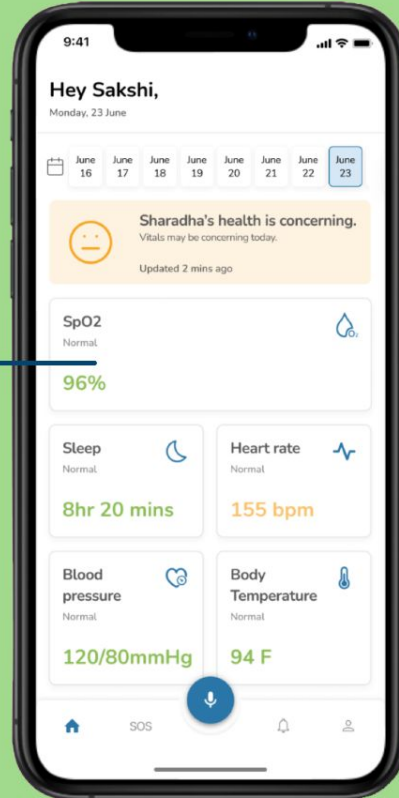 9:41
Hey Sakshi,
Monday, 23 June
June June June June June June June June
16 17 18 19 20 21 22 23
Sharadha's health is concerning.
Vitals may be concerning today.
Updated 2 mins ago
SpO2
Normal
96%
O2
Sleep
Normal
8hr 20 mins
Heart rate
Normal
155 bpm
Blood
pressure
Normal
120/80mmHg
Body
Temperature
Normal
94 F
SOS